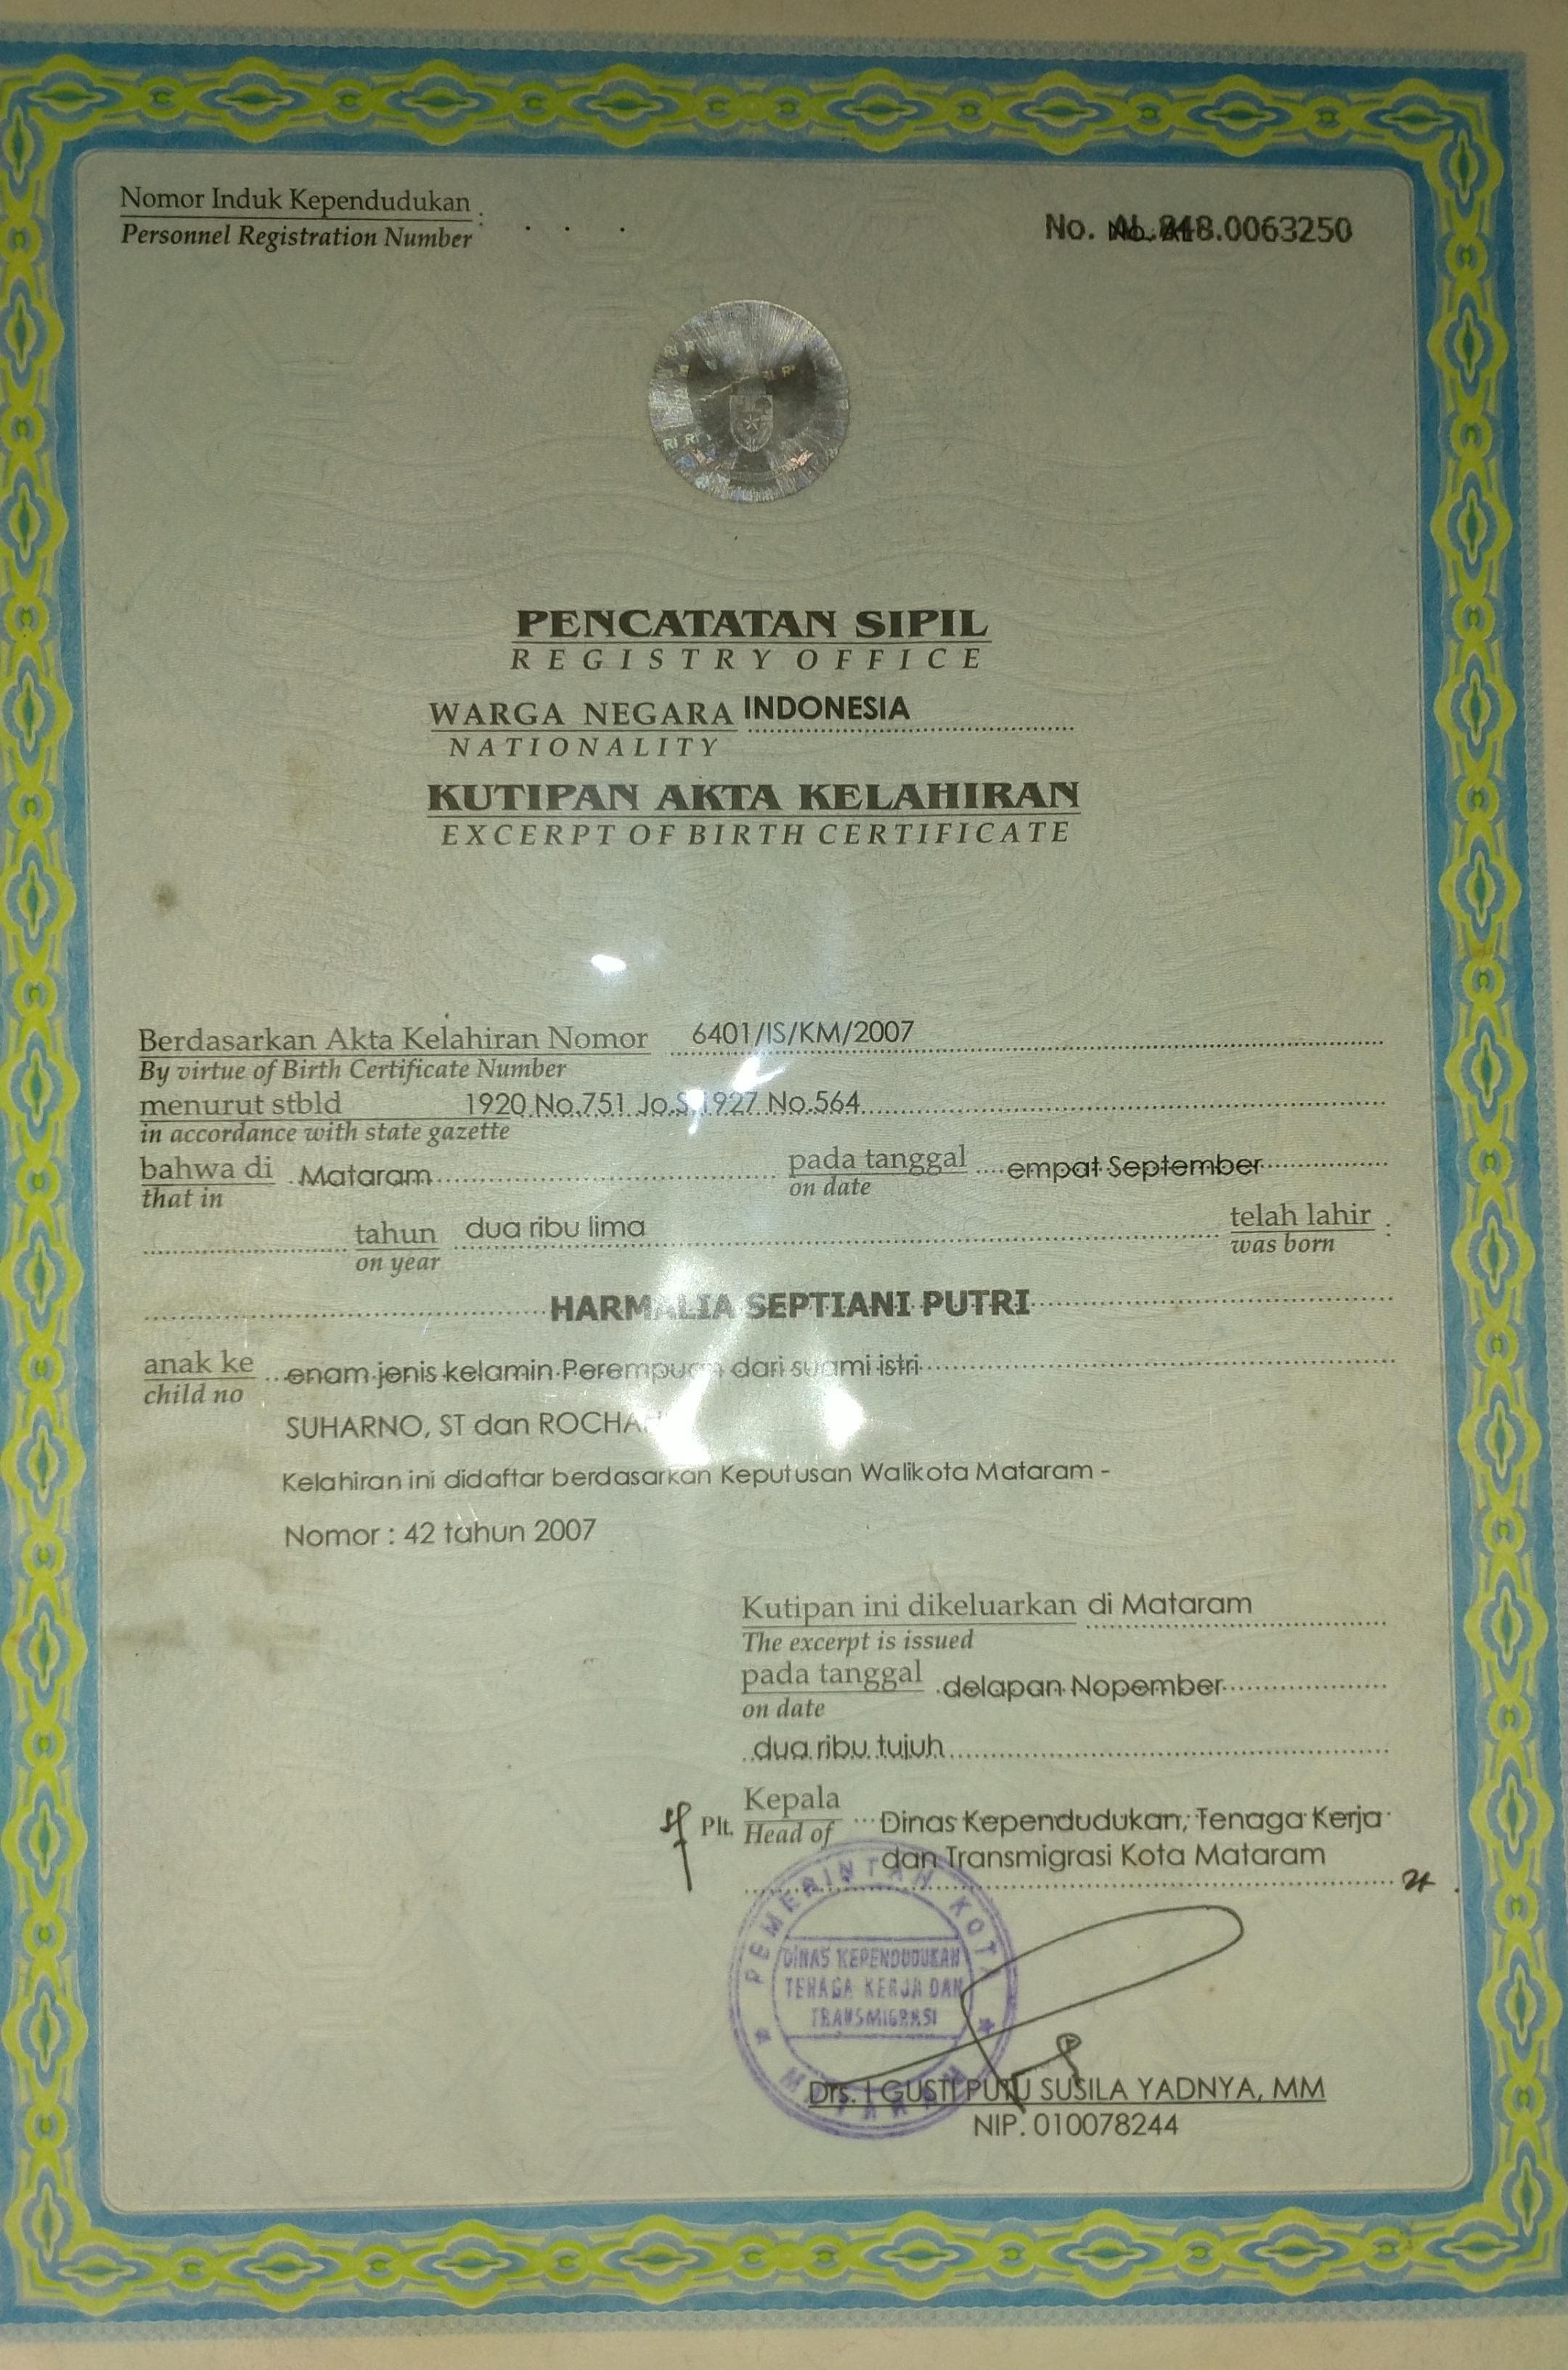 Nomor Induk Kependudukan :
Personnel Registration Number
No. .0063250
PENCATATAN SIPIL
REGISTRY OFFICE
WARGA NEGARA INDONESIA
NATIONALITY
KUTIPAN AKTA KELAHIRAN
EXCERPT OF BIRTH CERTIFICATE
Berdasarkan Akta Kelahiran Nomor 6401/IS/KM/2007
By virtue of Birth Certificate Number
menurut stbld 1920 No.751 Jo.S.1927 No.564
in accordance with state gazette
bahwa di Mataram pada tanggal empat September
that in on date
tahun dua ribu lima telah lahir :
on year was born
HARMALIA SEPTIANI PUTRI
anak ke enam jenis kelamin Perempuan dari suami istri
child no
SUHARNO, ST dan
Kelahiran ini didaftar berdasarkan Keputusan Walikota Mataram -
Nomor : 42 tahun 2007
Kutipan ini dikeluarkan di Mataram
The excerpt is issued
pada tanggal delapan Nopember
on date
dua ribu tujuh
Plt. Kepala Dinas Kependudukan, Tenaga Kerja
Head of
dan Transmigrasi Kota Mataram
PEMERINTAH KOTA
DINAS KEPENDUDUKAN
TENAGA KERJA DAN
TRANSMIGRASI
MATARAM
Drs. I GUSTI PUTU SUSILA YADNYA, MM
NIP. 010078244